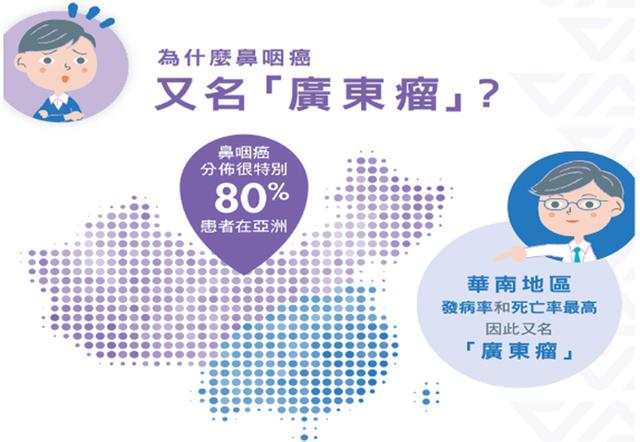 為什麼鼻咽癌
又名「廣東瘤」?
鼻咽癌
分佈很特別
80%
患者在亞洲
華南地區
發病率和死亡率最高
因此又名
「廣東瘤」